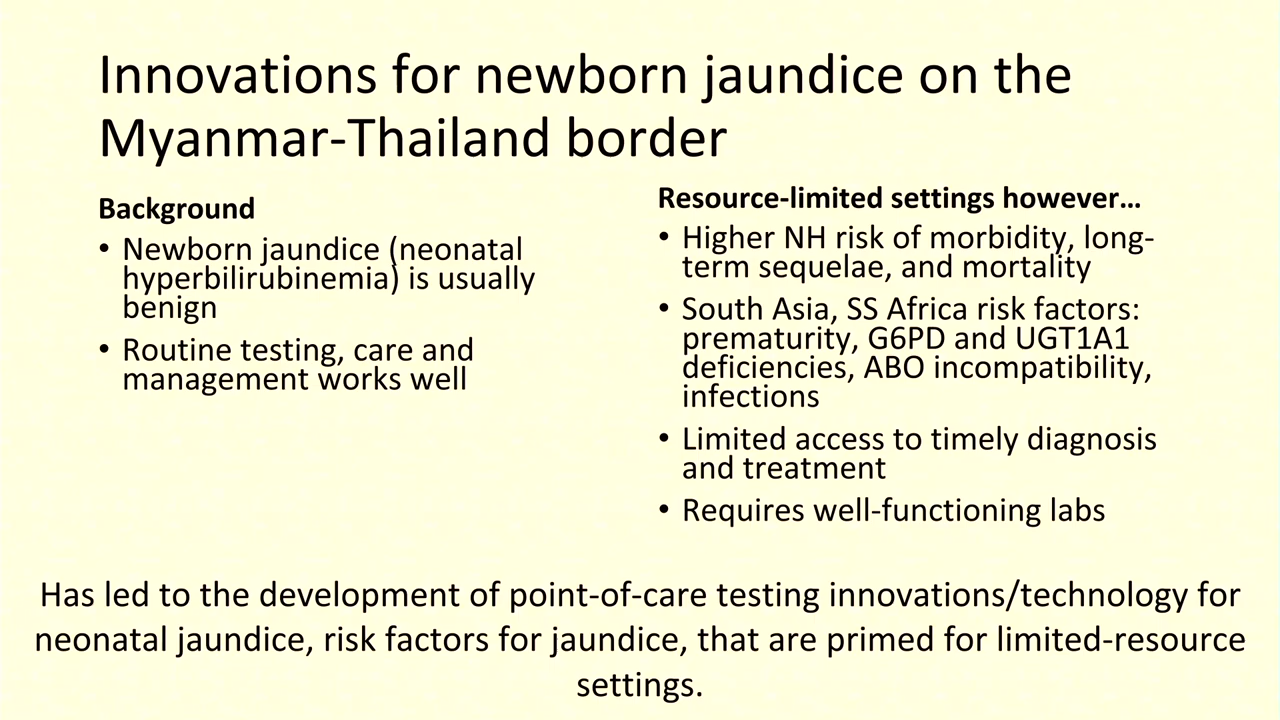 Innovations for newborn jaundice on the
Myanmar-Thailand border
Background
• Newborn jaundice (neonatal
hyperbilirubinemia) is usually
benign
• Routine testing, care and
management works well
Resource-limited settings however…
• Higher NH risk of morbidity, long-
term sequelae, and mortality
• South Asia, SS Africa risk factors:
prematurity, G6PD and UGT1A1
deficiencies, ABO incompatibility,
infections
• Limited access to timely diagnosis
and treatment
• Requires well-functioning labs
Has led to the development of point-of-care testing innovations/technology for
neonatal jaundice, risk factors for jaundice, that are primed for limited-resource
settings.